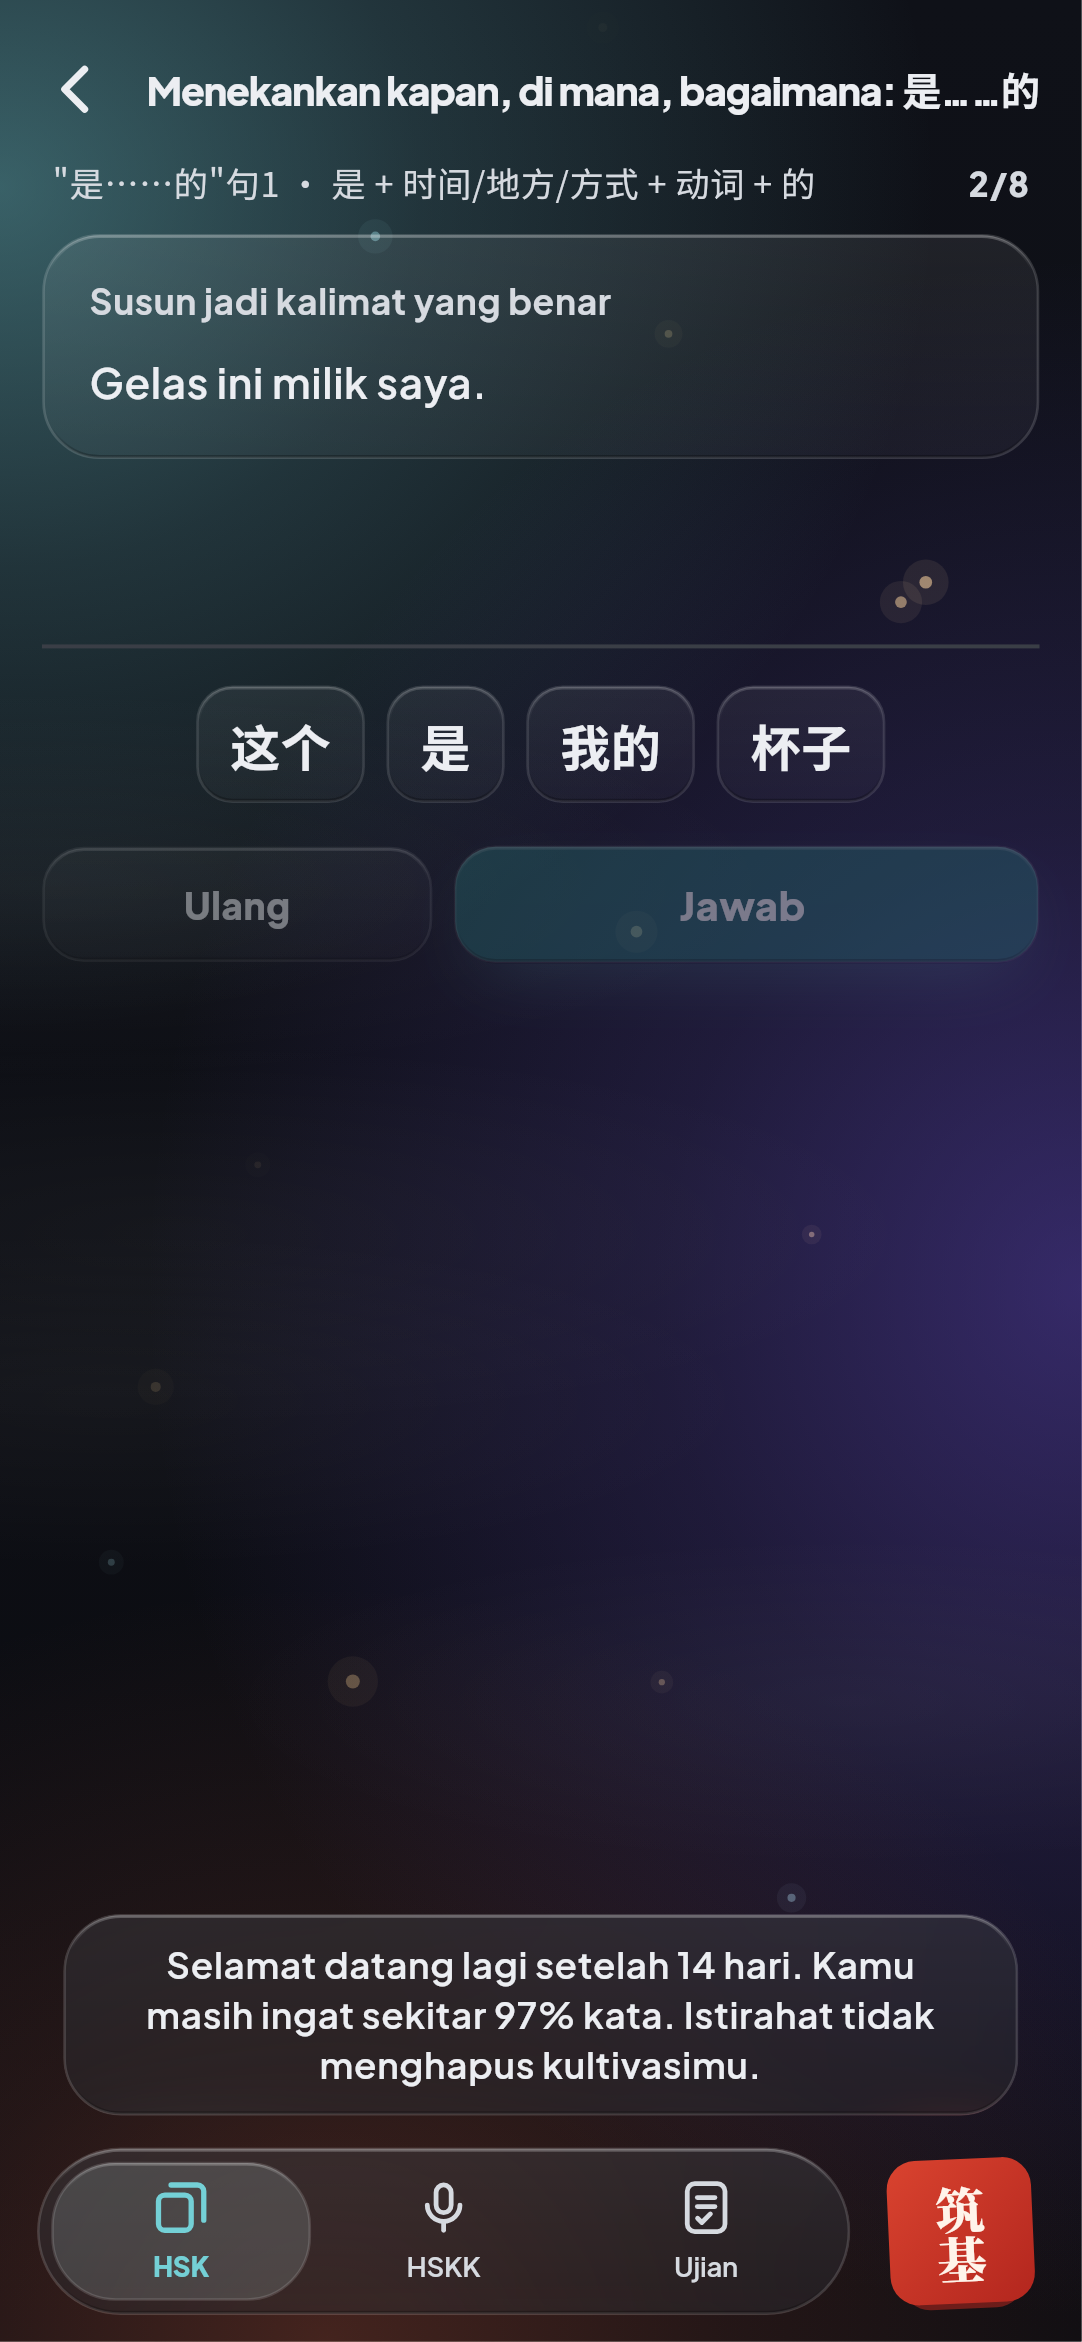 Menekankan kapan, di mana, bagaimana: 是……的
"是……的"句1 · 是 + 时间/地方/方式 + 动词 + 的 2/8
Susun jadi kalimat yang benar
Gelas ini milik saya.
这个 是 我的 杯子
Ulang Jawab
Selamat datang lagi setelah 14 hari. Kamu
masih ingat sekitar 97% kata. Istirahat tidak
menghapus kultivasimu.
HSK HSKK Ujian
筑
基